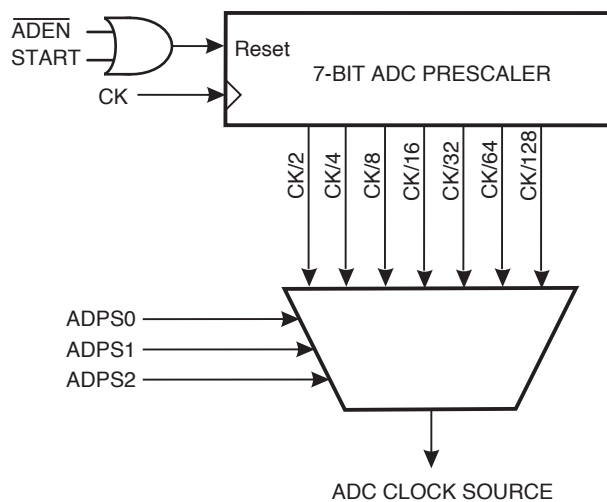 ADEN
START
Reset
7-BIT ADC PRESCALER
CK
CK/2
CK/4
CK/8
CK/16
CK/32
CK/64
CK/128
ADPS0
ADPS1
ADPS2
ADC CLOCK SOURCE